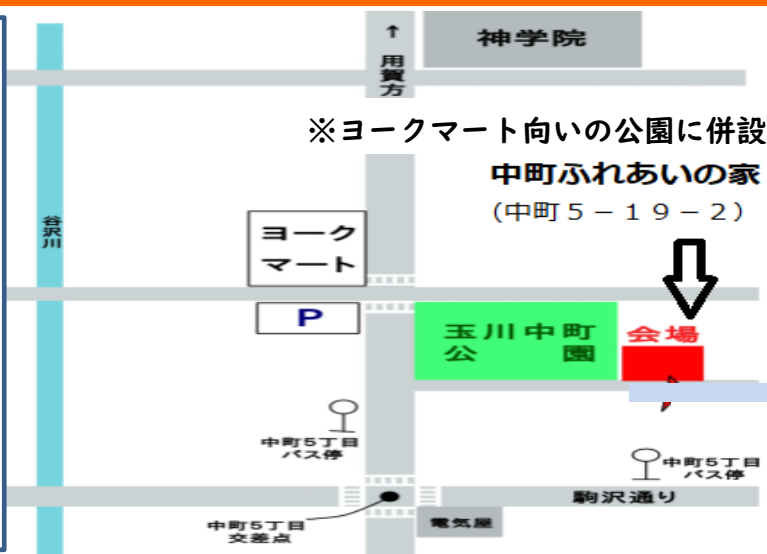 ↑
用賀方
神学院
※ヨークマート向いの公園に併設
中町ふれあいの家
(中町5-19-2)
谷沢川
ヨーク
マート
P
玉川中町
公園
会場
中町5丁目
バス停
中町5丁目
バス停
駒沢通り
中町5丁目
交差点
電気屋